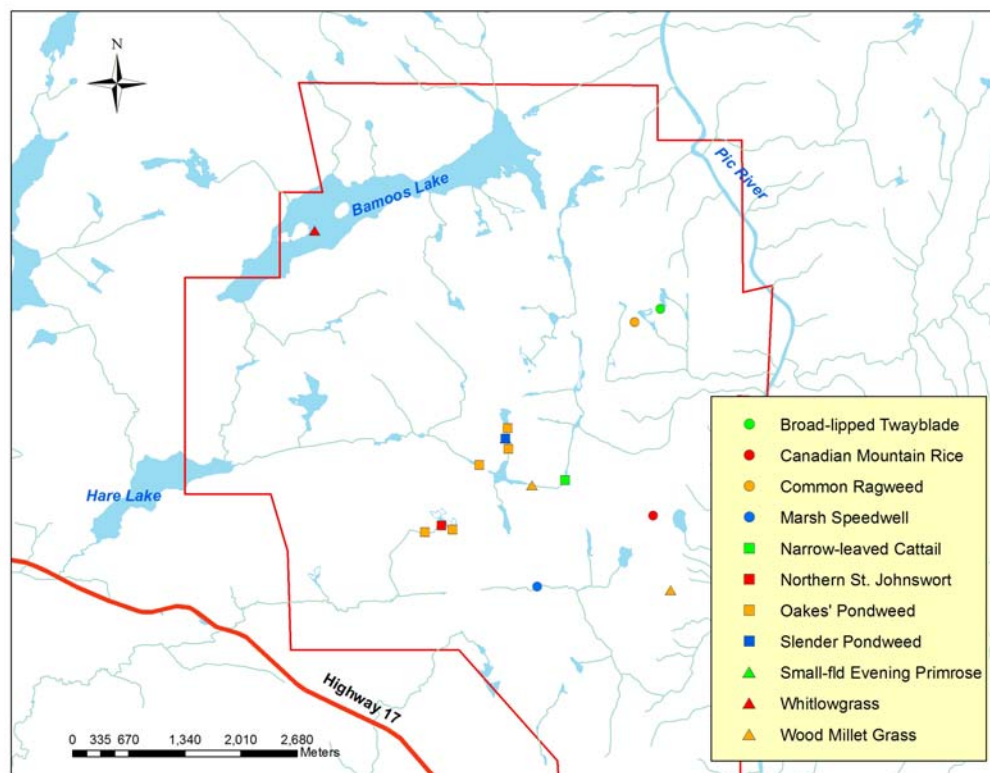 N
Bamoos Lake
Pic River
Hare Lake
Highway 17
0 335 670 1,340 2,010 2,680
Meters
Broad-lipped Twayblade
Canadian Mountain Rice
Common Ragweed
Marsh Speedwell
Narrow-leaved Cattail
Northern St. Johnswort
Oakes' Pondweed
Slender Pondweed
Small-fld Evening Primrose
Whitlowgrass
Wood Millet Grass